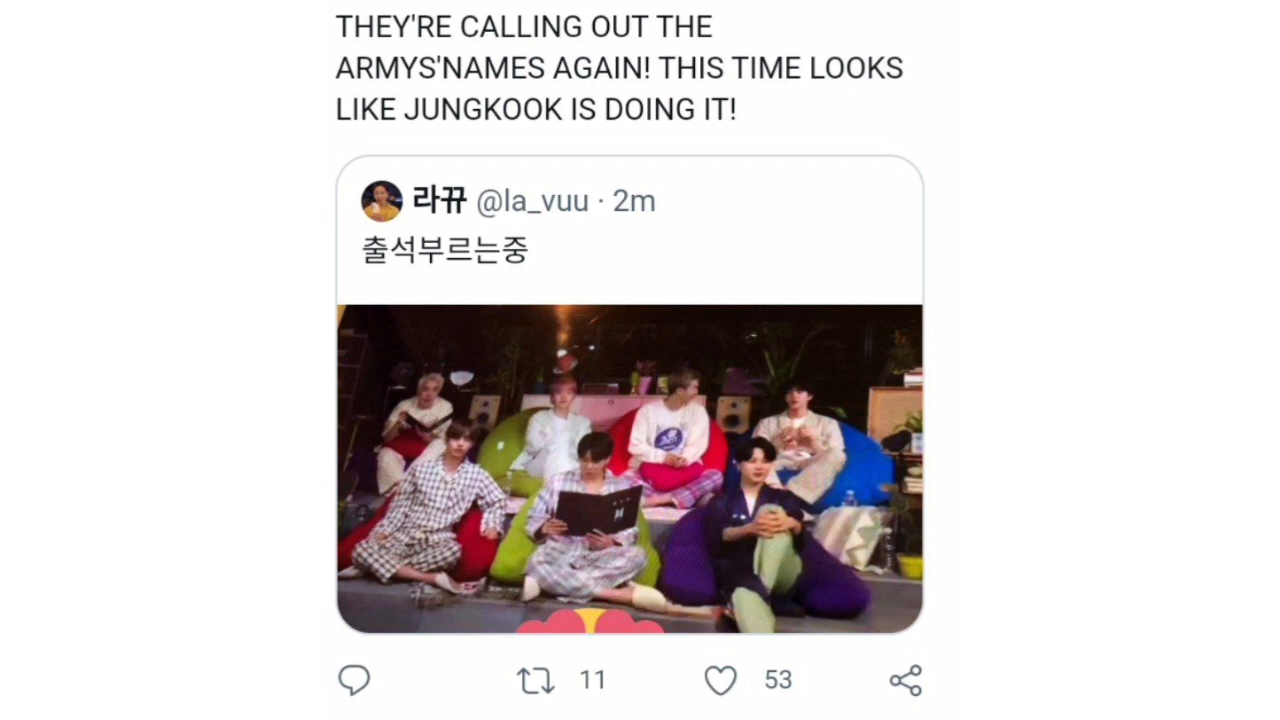 THEY'RE CALLING OUT THE
ARMYS'NAMES AGAIN! THIS TIME LOOKS
LIKE JUNGKOOK IS DOING IT!
라뀨 @la_vuu · 2m
출석부르는중
11 53